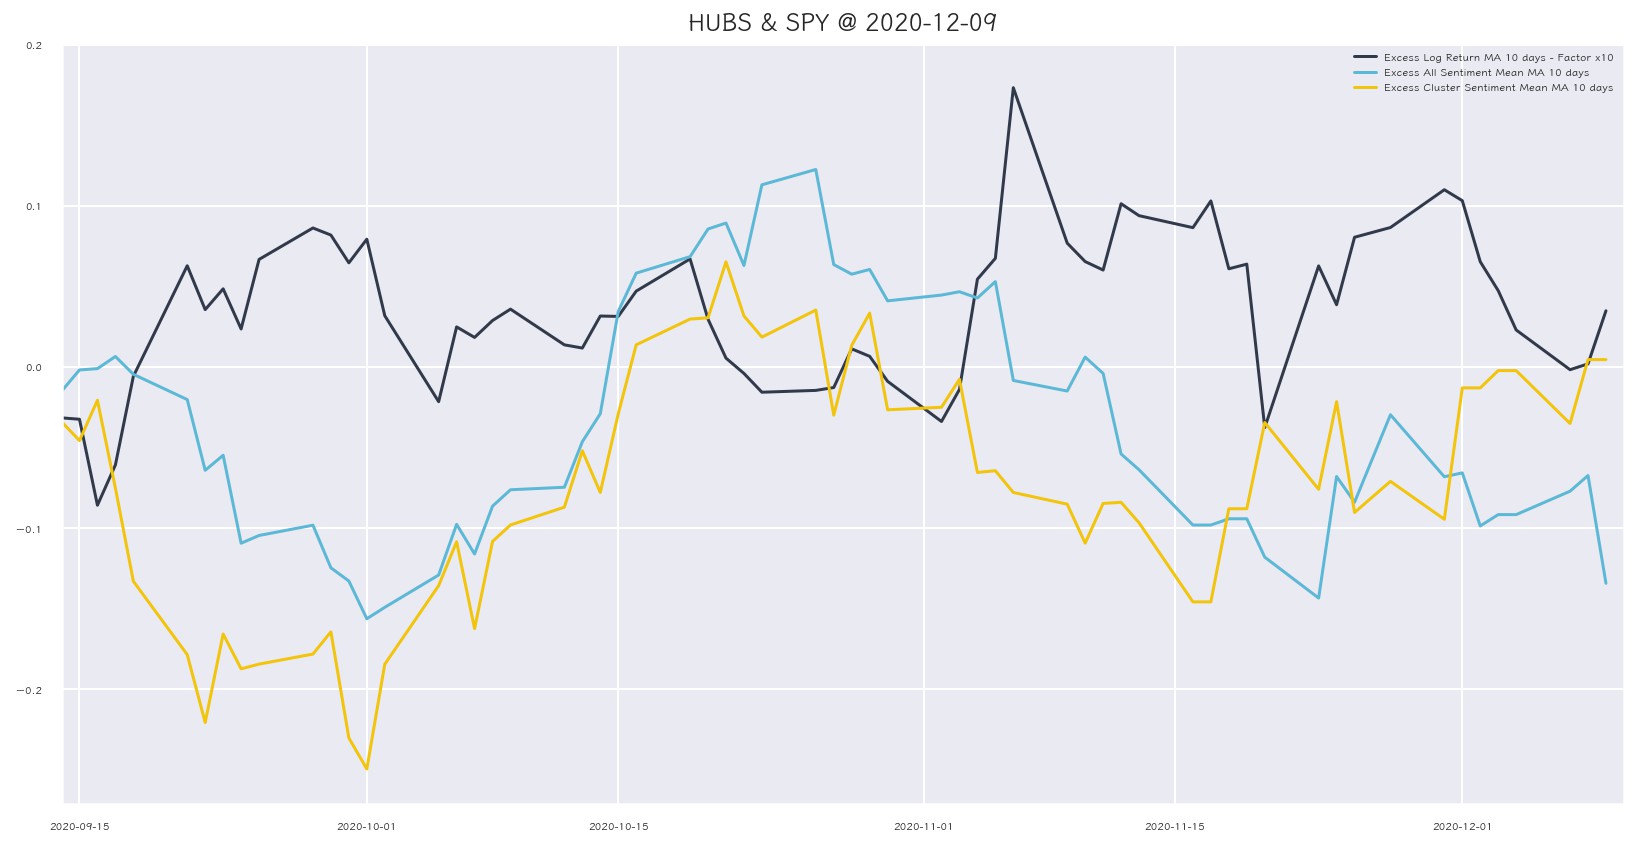 HUBS & SPY @ 2020-12-09
0.2
Excess Log Return MA 10 days - Factor x10
Excess All Sentiment Mean MA 10 days
Excess Cluster Sentiment Mean MA 10 days
0.1
0.0
−0.1
−0.2
2020-09-15 2020-10-01 2020-10-15 2020-11-01 2020-11-15 2020-12-01